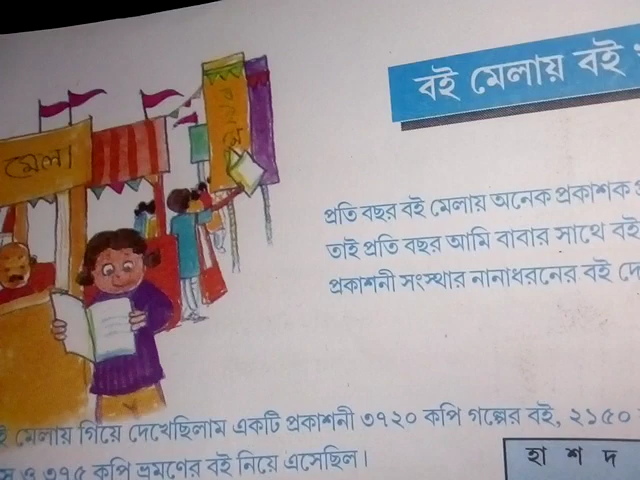 বই মেলায় বই
মেলা
বই মে
প্রতি বছর বই মেলায় অনেক প্রকাশক
তাই প্রতি বছর আমি বাবার সাথে বই
প্রকাশনী সংস্থার নানাধরনের বই দে
ই মেলায় গিয়ে দেখেছিলাম একটি প্রকাশনী ৩৭২০ কপি গল্পের বই, ২১৫০
স ও ৩৭৫ কপি ভ্রমণের বই নিয়ে এসেছিল।
হা শ দ